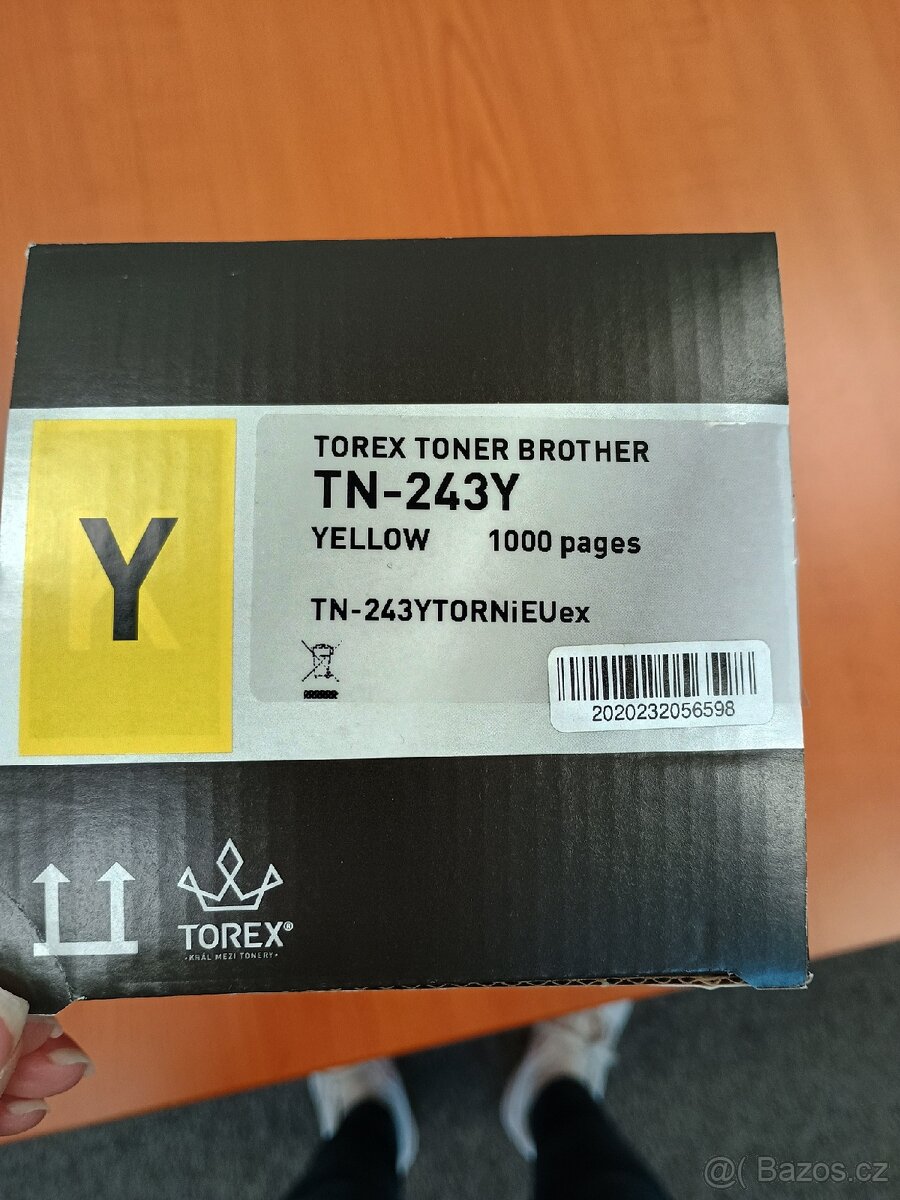 TOREX TONER BROTHER
TN-243Y
YELLOW 1000 pages
TN-243YTORNiEUex
Y
2020232056598
TOREX®
·KRÁL MEZI TONERY·
@( Bazos.cz